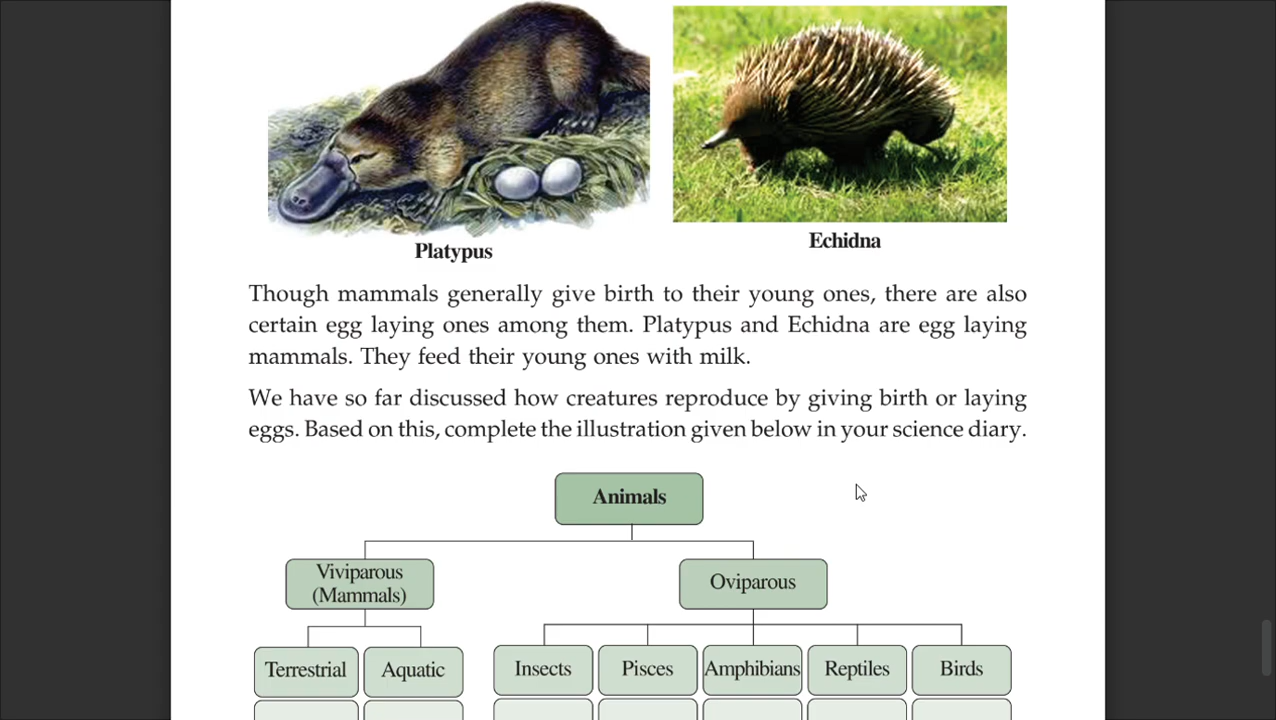 Platypus
Echidna
Though mammals generally give birth to their young ones, there are also
certain egg laying ones among them. Platypus and Echidna are egg laying
mammals. They feed their young ones with milk.
We have so far discussed how creatures reproduce by giving birth or laying
eggs. Based on this, complete the illustration given below in your science diary.
Animals
Viviparous
(Mammals)
Oviparous
Terrestrial
Aquatic
Insects
Pisces
Amphibians
Reptiles
Birds